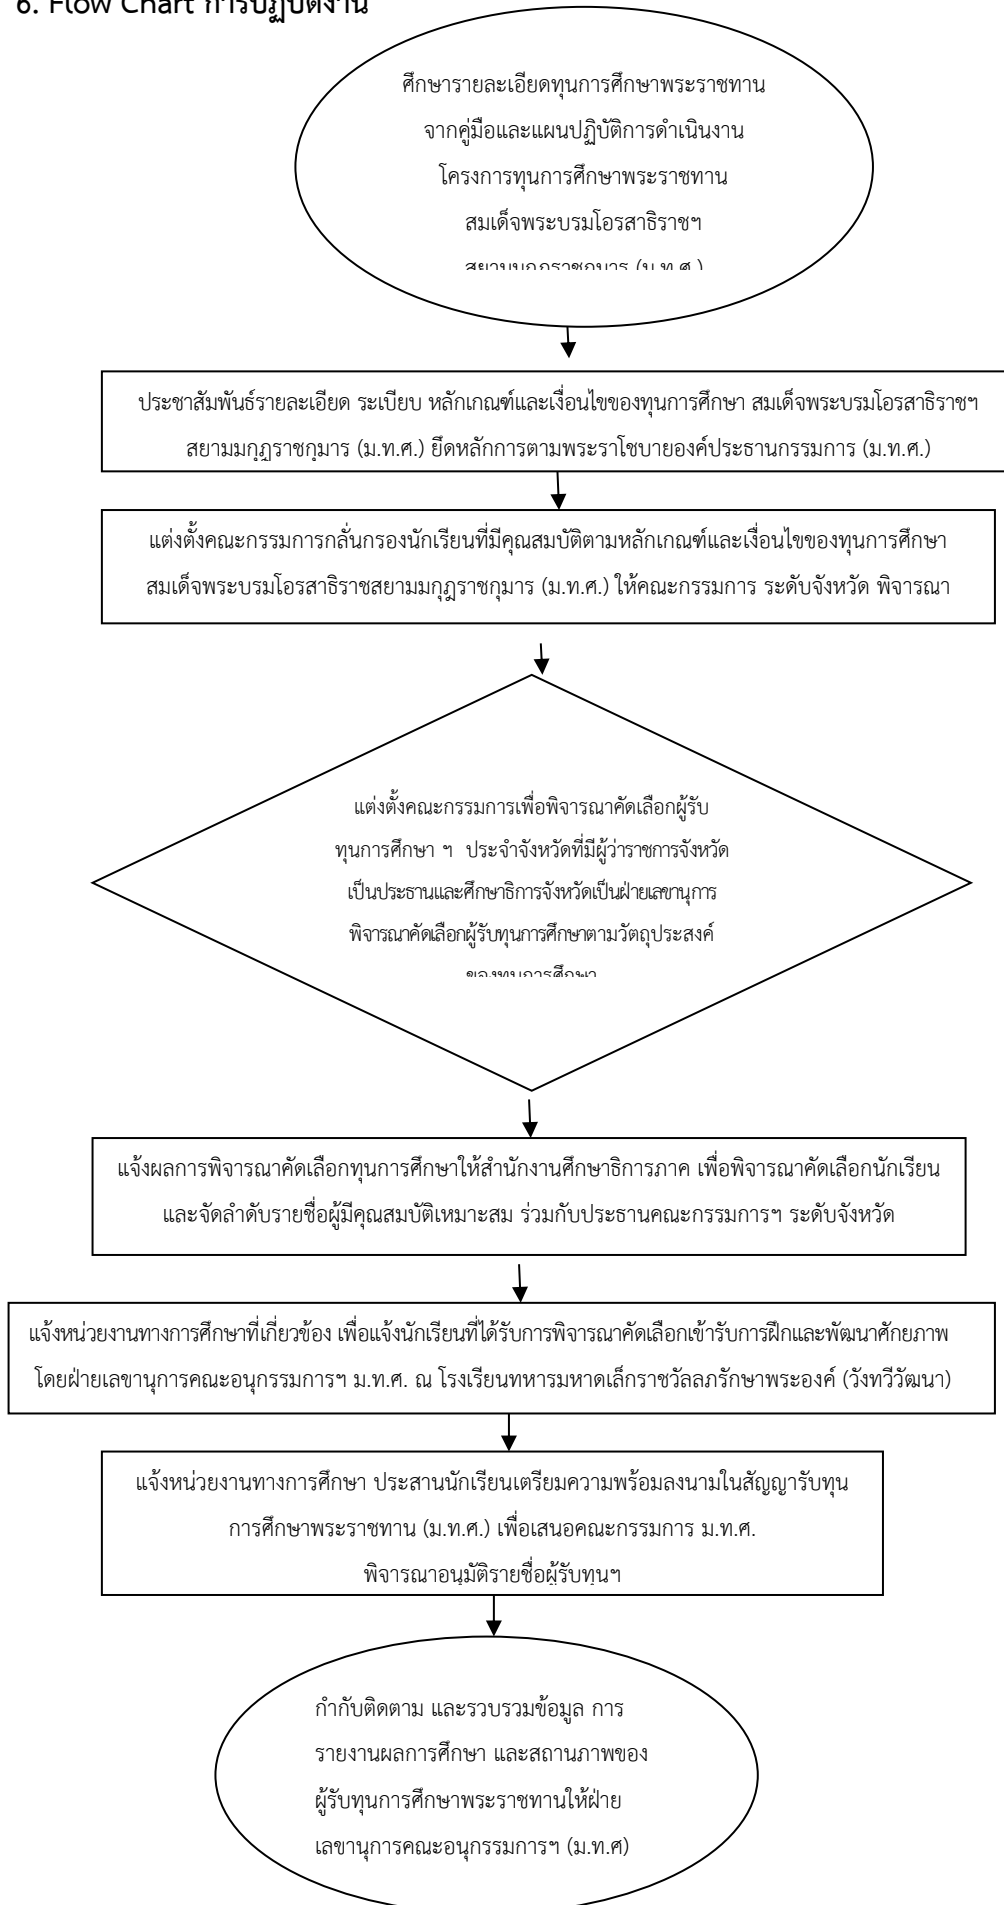 6. Flow Chart การปฏิบัติงาน
ศึกษารายละเอียดทุนการศึกษาพระราชทาน
จากคู่มือและแผนปฏิบัติการดำเนินงาน
โครงการทุนการศึกษาพระราชทาน
สมเด็จพระบรมโอรสาธิราชฯ
สยามมกุฎราชกุมาร (ม.ท.ศ.)
ประชาสัมพันธ์รายละเอียด ระเบียบ หลักเกณฑ์และเงื่อนไขของทุนการศึกษา สมเด็จพระบรมโอรสาธิราชฯ
สยามมกุฎราชกุมาร (ม.ท.ศ.) ยึดหลักการตามพระราโชบายองค์ประธานกรรมการ (ม.ท.ศ.)
แต่งตั้งคณะกรรมการกลั่นกรองนักเรียนที่มีคุณสมบัติตามหลักเกณฑ์และเงื่อนไขของทุนการศึกษา
สมเด็จพระบรมโอรสาธิราชสยามมกุฎราชกุมาร (ม.ท.ศ.) ให้คณะกรรมการ ระดับจังหวัด พิจารณา
แต่งตั้งคณะกรรมการเพื่อพิจารณาคัดเลือกผู้รับ
ทุนการศึกษา ฯ ประจำจังหวัดที่มีผู้ว่าราชการจังหวัด
เป็นประธานและศึกษาธิการจังหวัดเป็นฝ่ายเลขานุการ
พิจารณาคัดเลือกผู้รับทุนการศึกษาตามวัตถุประสงค์
ของทุนการศึกษา
แจ้งผลการพิจารณาคัดเลือกทุนการศึกษาให้สำนักงานศึกษาธิการภาค เพื่อพิจารณาคัดเลือกนักเรียน
และจัดลำดับรายชื่อผู้มีคุณสมบัติเหมาะสม ร่วมกับประธานคณะกรรมการฯ ระดับจังหวัด
แจ้งหน่วยงานทางการศึกษาที่เกี่ยวข้อง เพื่อแจ้งนักเรียนที่ได้รับการพิจารณาคัดเลือกเข้ารับการฝึกและพัฒนาศักยภาพ
โดยฝ่ายเลขานุการคณะอนุกรรมการฯ ม.ท.ศ. ณ โรงเรียนทหารมหาดเล็กราชวัลลภรักษาพระองค์ (วังทวีวัฒนา)
แจ้งหน่วยงานทางการศึกษา ประสานนักเรียนเตรียมความพร้อมลงนามในสัญญารับทุน
การศึกษาพระราชทาน (ม.ท.ศ.) เพื่อเสนอคณะกรรมการ ม.ท.ศ.
พิจารณาอนุมัติรายชื่อผู้รับทุนฯ
กำกับติดตาม และรวบรวมข้อมูล การ
รายงานผลการศึกษา และสถานภาพของ
ผู้รับทุนการศึกษาพระราชทานให้ฝ่าย
เลขานุการคณะอนุกรรมการฯ (ม.ท.ศ)